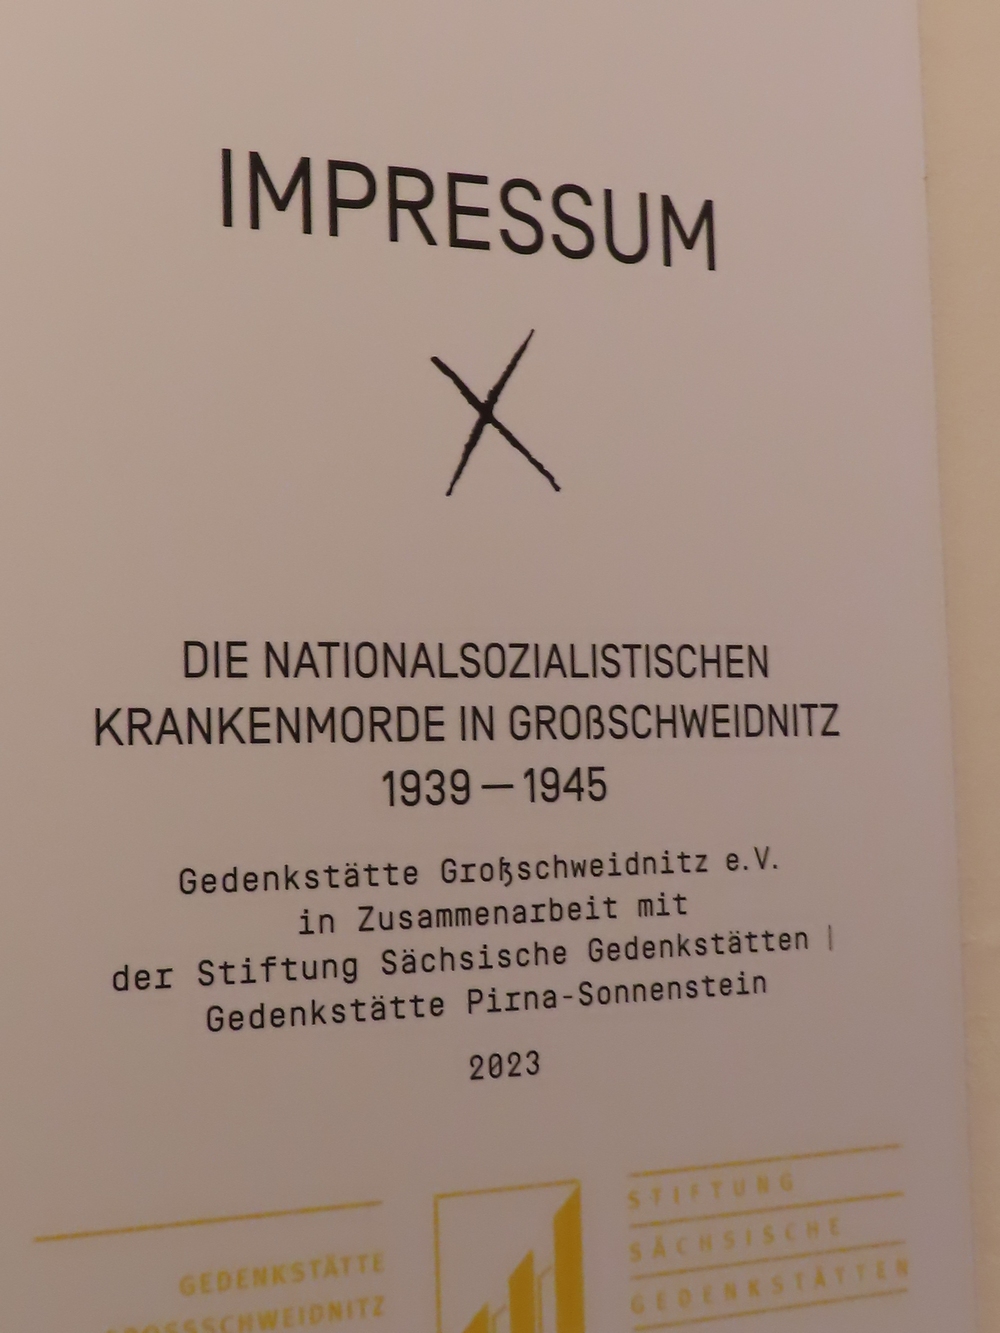 IMPRESSUM
DIE NATIONALSOZIALISTISCHEN
KRANKENMORDE IN GROßSCHWEIDNITZ
1939 — 1945
Gedenkstätte Großschweidnitz e.V.
in Zusammenarbeit mit
der Stiftung Sächsische Gedenkstätten |
Gedenkstätte Pirna-Sonnenstein
2023
GEDENKSTÄTTE
GROSSSCHWEIDNITZ
STIFTUNG
SÄCHSISCHE
GEDENKSTÄTTEN